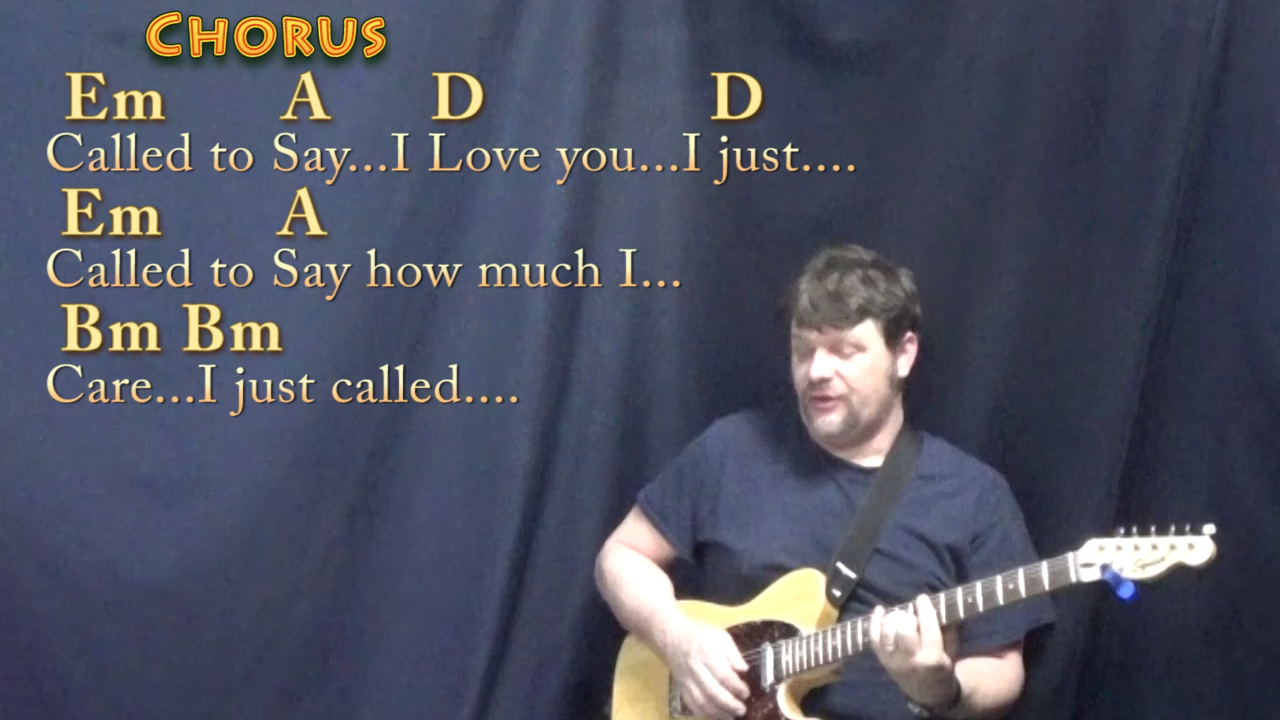 CHORUS
Em A D D
Called to Say...I Love you...I just....
Em A
Called to Say how much I...
Bm Bm
Care...I just called....